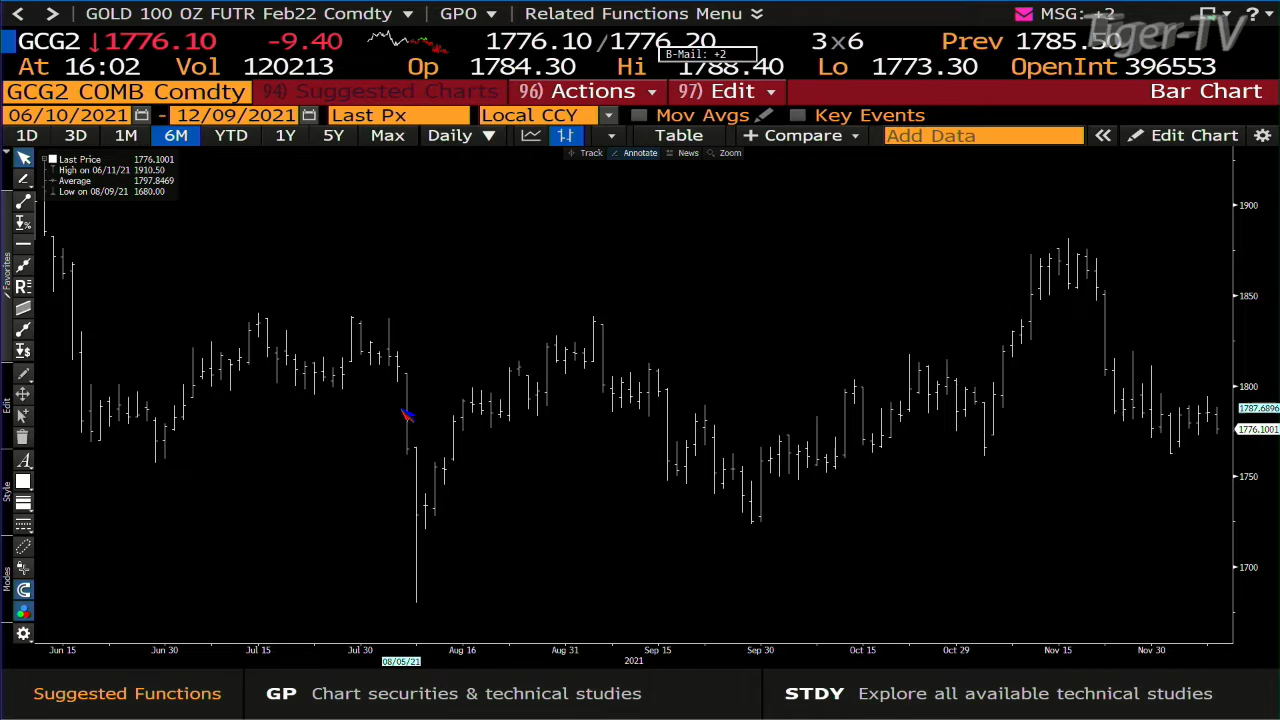 GOLD 100 OZ FUTR Feb22 Comdty GPO Related Functions Menu MSG: +2 ?
Tiger-TV
GCG2 ↓1776.10 -9.40 1776.10/1776.20 3x6 Prev 1785.50
B-Mail: +2
At 16:02 Vol 120213 Op 1784.30 Hi 1788.40 Lo 1773.30 OpenInt 396553
GCG2 COMB Comdty 94) Suggested Charts 96) Actions 97) Edit Bar Chart
06/10/2021 - 12/09/2021 Last Px Local CCY Mov Avgs Key Events
1D 3D 1M 6M YTD 1Y 5Y Max Daily Table + Compare Add Data Edit Chart
Track Annotate News Zoom
Last Price 1776.1001
High on 06/11/21 1910.50
Average 1797.8469
Low on 08/09/21 1680.00
1900
1850
1800
1787.6896
1776.1001
1750
1700
Favorites
Edit
Style
Modes
Jun 15 Jun 30 Jul 15 Jul 30 Aug 16 Aug 31 Sep 15 Sep 30 Oct 15 Oct 29 Nov 15 Nov 30
08/05/21 2021
Suggested Functions GP Chart securities & technical studies STDY Explore all available technical studies